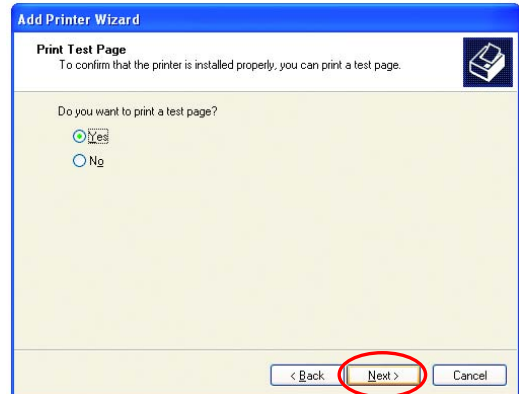 Add Printer Wizard
Print Test Page
To confirm that the printer is installed properly, you can print a test page.
Do you want to print a test page?
Yes
No
< Back Next > Cancel